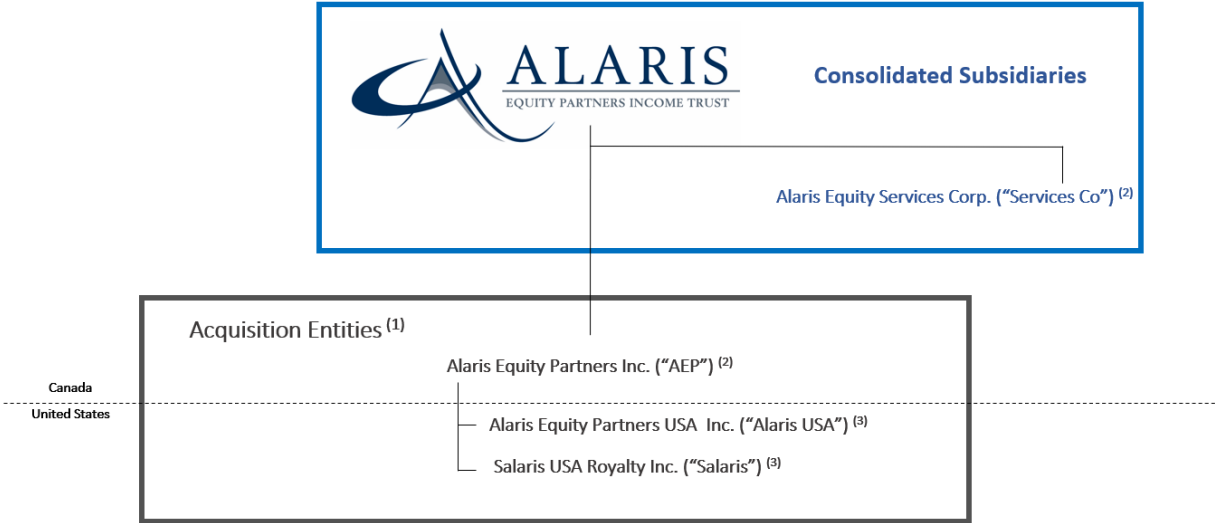 ALARIS
EQUITY PARTNERS INCOME TRUST
Consolidated Subsidiaries
Alaris Equity Services Corp. (“Services Co”) (2)
Acquisition Entities (1)
Alaris Equity Partners Inc. (“AEP”) (2)
Canada
United States
Alaris Equity Partners USA Inc. (“Alaris USA”) (3)
Salaris USA Royalty Inc. (“Salaris”) (3)